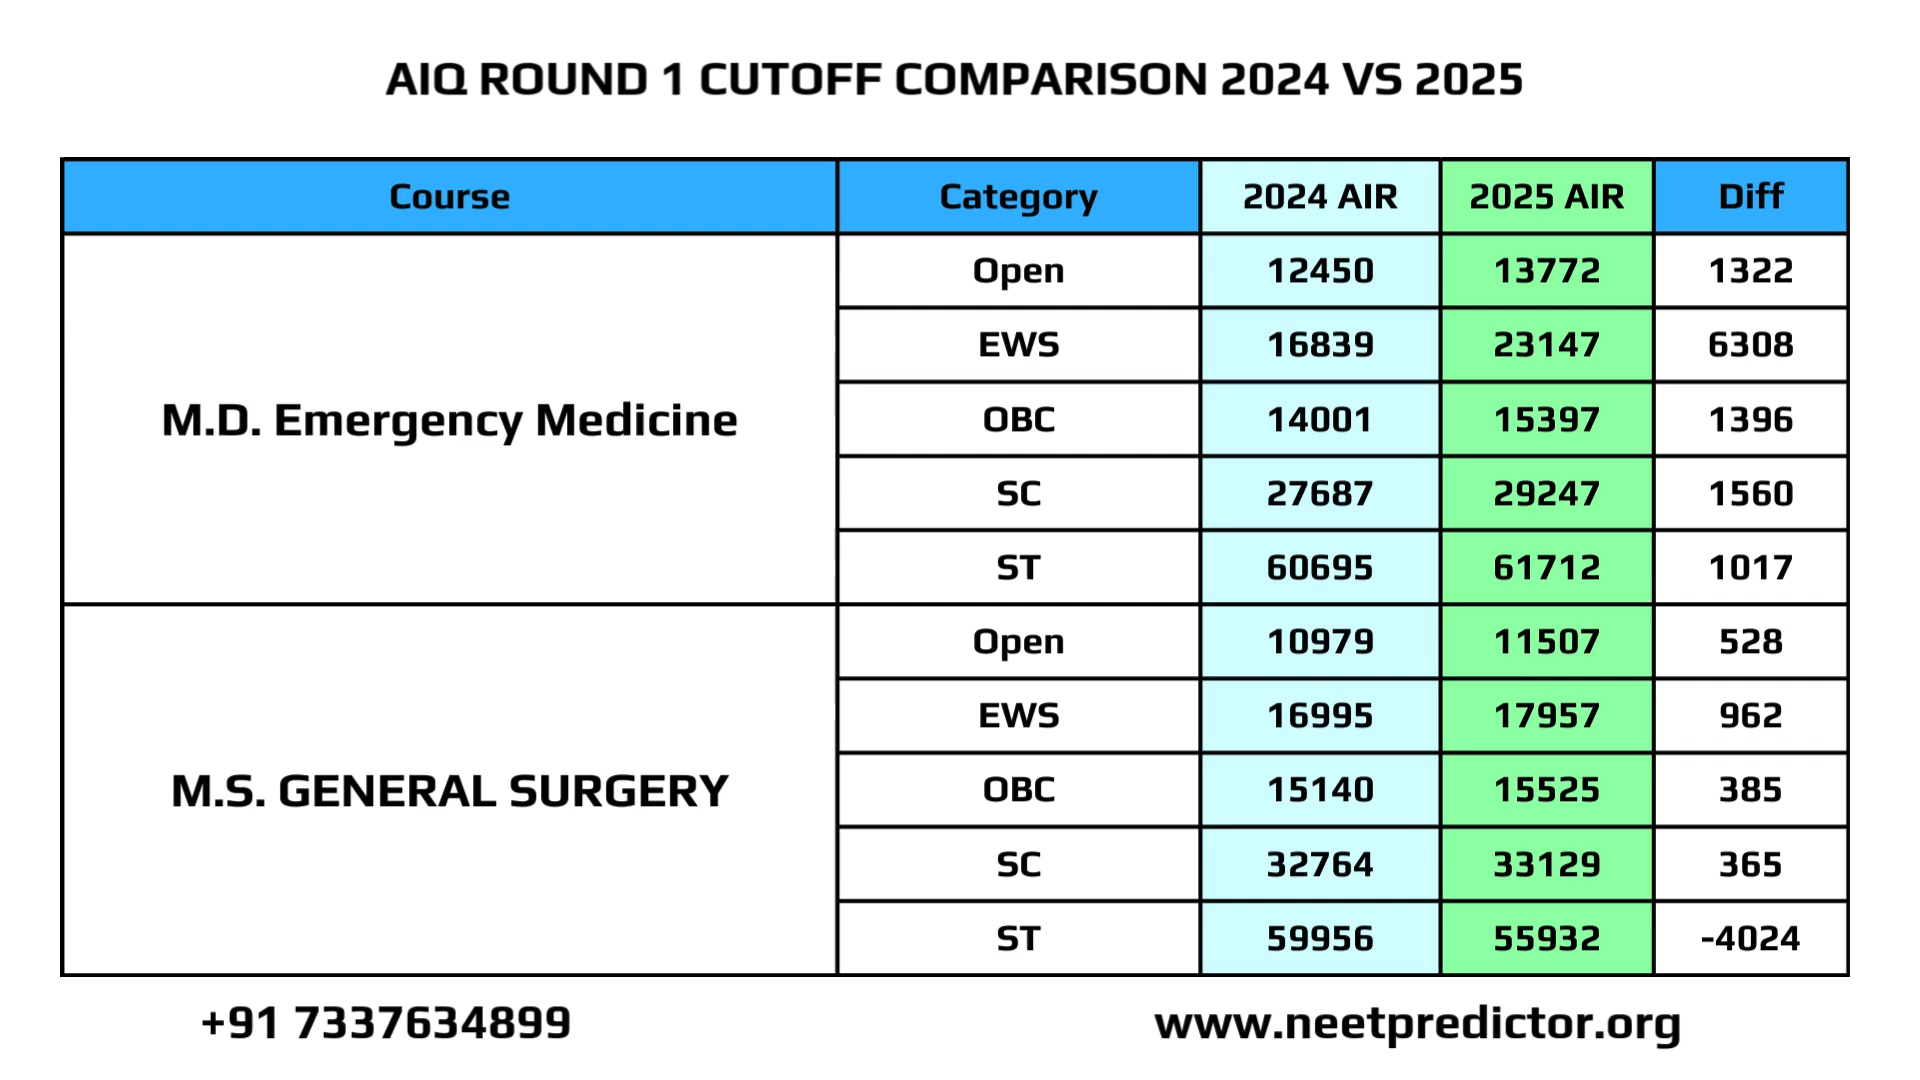 AIQ ROUND 1 CUTOFF COMPARISON 2024 VS 2025
Course Category 2024 AIR 2025 AIR Diff
M.D. Emergency Medicine
Open 12450 13772 1322
EWS 16839 23147 6308
OBC 14001 15397 1396
SC 27687 29247 1560
ST 60695 61712 1017
M.S. GENERAL SURGERY
Open 10979 11507 528
EWS 16995 17957 962
OBC 15140 15525 385
SC 32764 33129 365
ST 59956 55932 -4024
+91 7337634899 www.neetpredictor.org